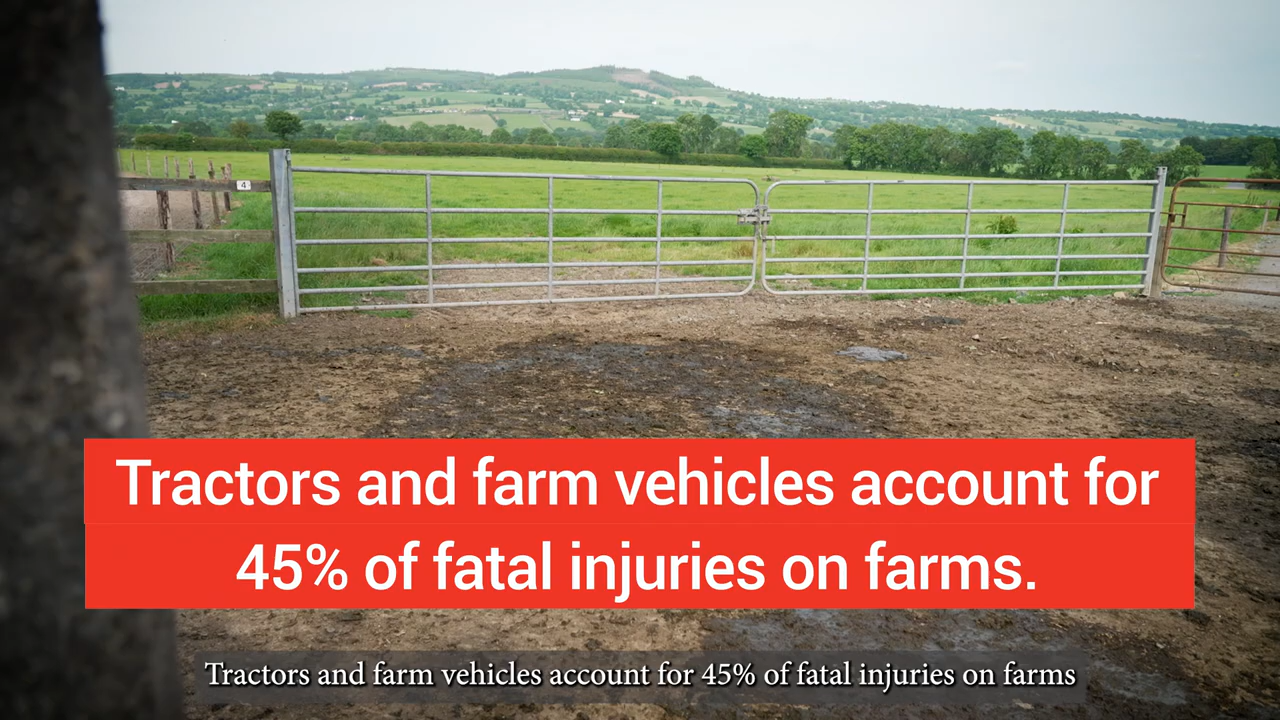 4
Tractors and farm vehicles account for
45% of fatal injuries on farms.
Tractors and farm vehicles account for 45% of fatal injuries on farms